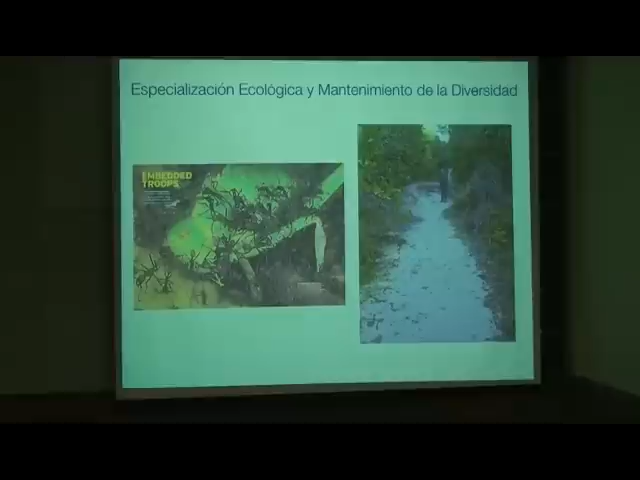 Especialización Ecológica y Mantenimiento de la Diversidad
EMBEDDED
TROOPS